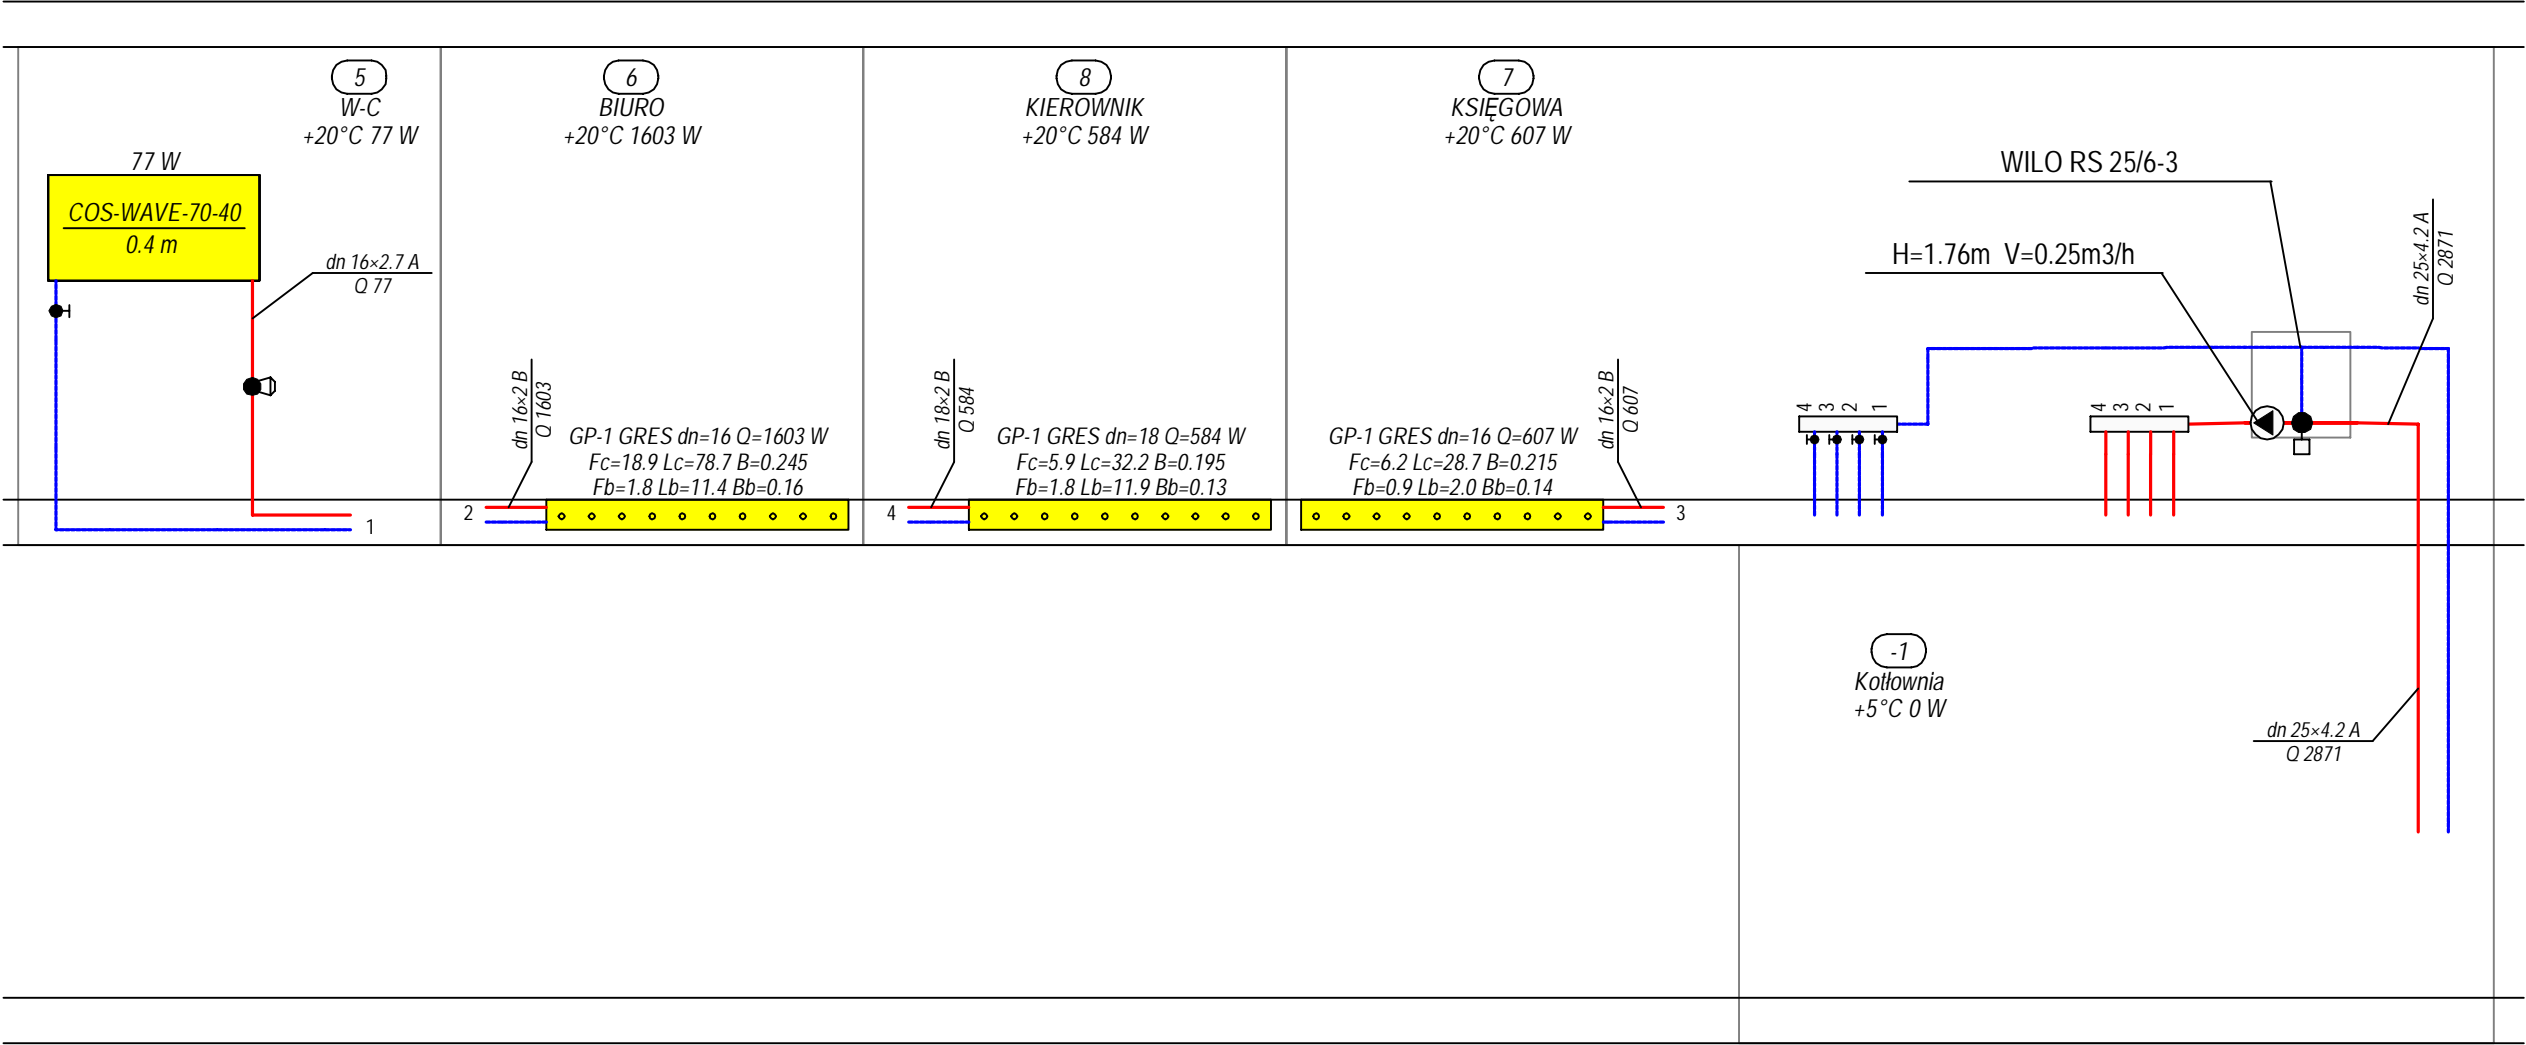 5
W-C
+20°C 77 W
77 W
COS-WAVE-70-40
0.4 m
dn 16×2.7 A
Q 77
1
6
BIURO
+20°C 1603 W
dn 16×2 B
Q 1603
GP-1 GRES dn=16 Q=1603 W
Fc=18.9 Lc=78.7 B=0.245
Fb=1.8 Lb=11.4 Bb=0.16
2
8
KIEROWNIK
+20°C 584 W
dn 18×2 B
Q 584
GP-1 GRES dn=18 Q=584 W
Fc=5.9 Lc=32.2 B=0.195
Fb=1.8 Lb=11.9 Bb=0.13
4
7
KSIĘGOWA
+20°C 607 W
GP-1 GRES dn=16 Q=607 W
Fc=6.2 Lc=28.7 B=0.215
Fb=0.9 Lb=2.0 Bb=0.14
dn 16×2 B
Q 607
3
WILO RS 25/6-3
H=1.76m V=0.25m3/h
dn 25×4.2 A
Q 2871
4 3 2 1
4 3 2 1
-1
Kotłownia
+5°C 0 W
dn 25×4.2 A
Q 2871